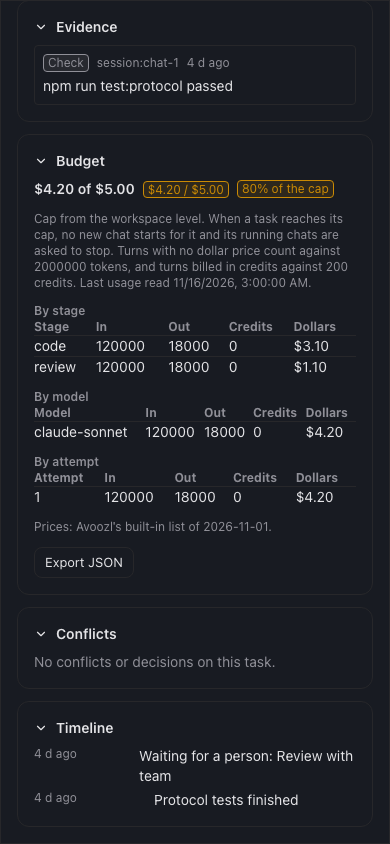 Evidence
Check session:chat-1 4 d ago
npm run test:protocol passed
Budget
$4.20 of $5.00 $4.20 / $5.00 80% of the cap
Cap from the workspace level. When a task reaches its
cap, no new chat starts for it and its running chats are
asked to stop. Turns with no dollar price count against
2000000 tokens, and turns billed in credits against 200
credits. Last usage read 11/16/2026, 3:00:00 AM.
By stage
Stage In Out Credits Dollars
code 120000 18000 0 $3.10
review 120000 18000 0 $1.10
By model
Model In Out Credits Dollars
claude-sonnet 120000 18000 0 $4.20
By attempt
Attempt In Out Credits Dollars
1 120000 18000 0 $4.20
Prices: Avoozl's built-in list of 2026-11-01.
Export JSON
Conflicts
No conflicts or decisions on this task.
Timeline
4 d ago Waiting for a person: Review with
team
4 d ago Protocol tests finished